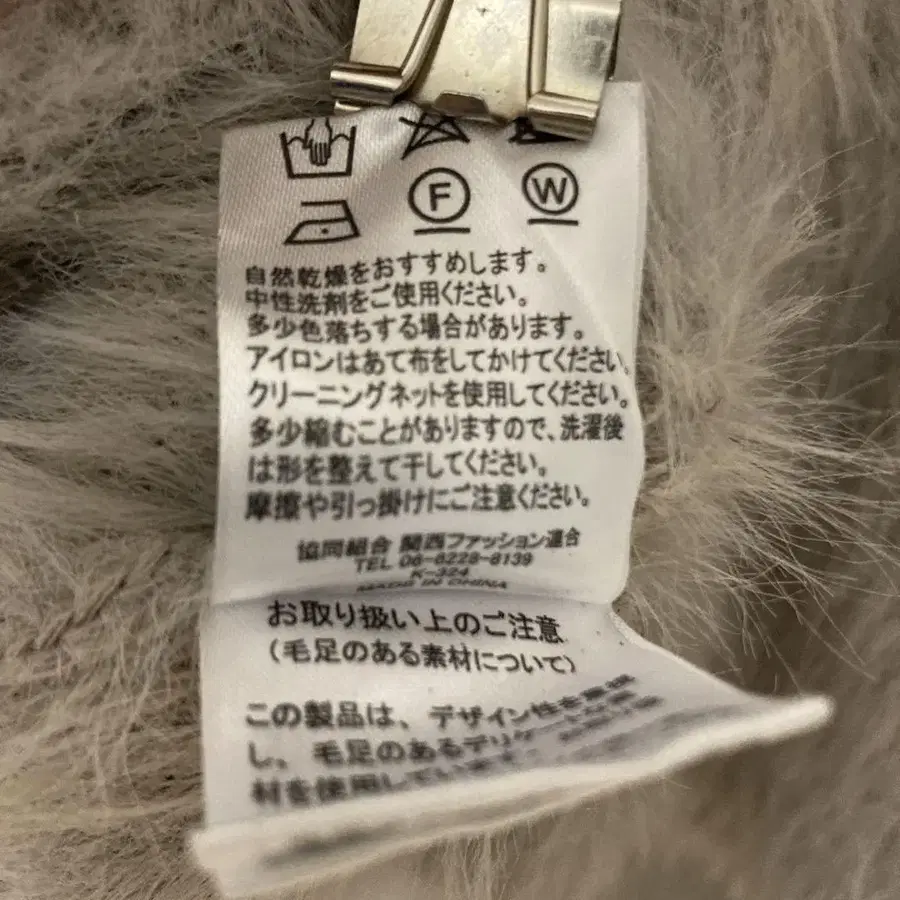 F W
自然乾燥をおすすめします。
中性洗剤をご使用ください。
多少色落ちする場合があります。
アイロンはあて布をしてかけてください。
クリーニングネットを使用してください。
多少縮むことがありますので、洗濯後
は形を整えて干してください。
摩擦や引っ掛けにご注意ください。
協同組合 関西ファッション連合
TEL 06-6228-6139
K-324
MADE IN CHINA
お取り扱い上のご注意
(毛足のある素材について)
この製品は、デザイン性を重視
し、毛足のあるデリケートな
材を使用しています